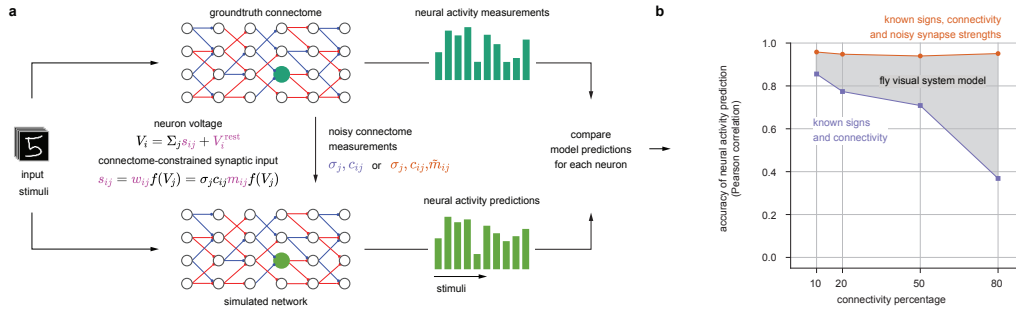 a
groundtruth connectome
neural activity measurements
neuron voltage
V_i = Σ_j s_ij + V_i^rest
connectome-constrained synaptic input
s_ij = w_ij f(V_j) = σ_j c_ij m_ij f(V_j)
noisy connectome
measurements
σ_j, c_ij or σ_j, c_ij, m̃_ij
5
input
stimuli
compare
model predictions
for each neuron
neural activity predictions
stimuli
simulated network
b
known signs, connectivity
and noisy synapse strengths
1.0
0.8
0.6
0.4
0.2
0.0
fly visual system model
known signs
and connectivity
accuracy of neural activity prediction
(Pearson correlation)
10 20 50 80
connectivity percentage